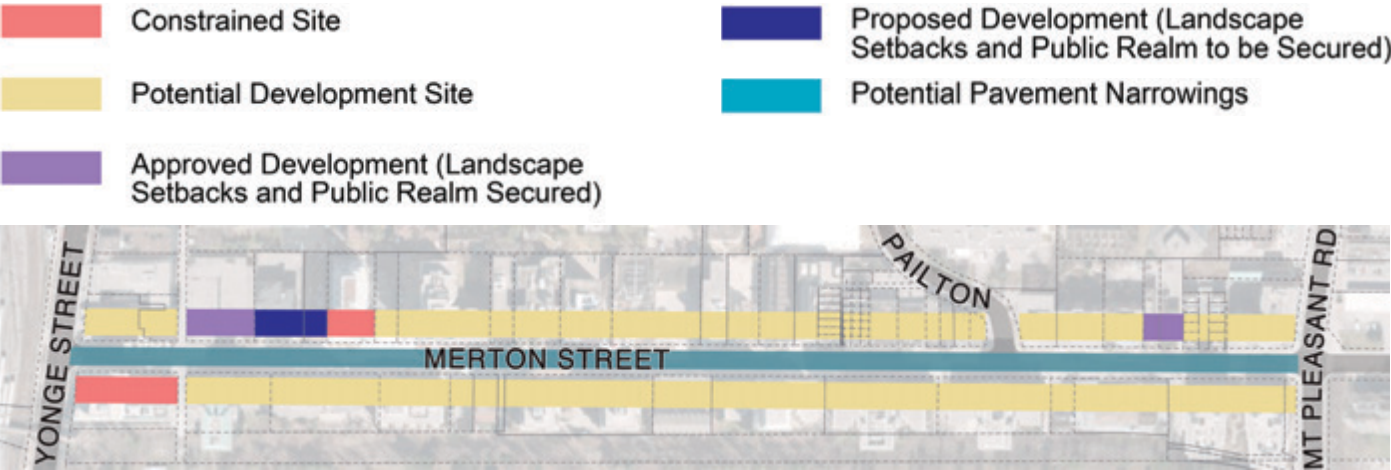 Constrained Site
Potential Development Site
Approved Development (Landscape
Setbacks and Public Realm Secured)
Proposed Development (Landscape
Setbacks and Public Realm to be Secured)
Potential Pavement Narrowings
YONGE STREET
MERTON STREET
PAILTON
MT PLEASANT RD